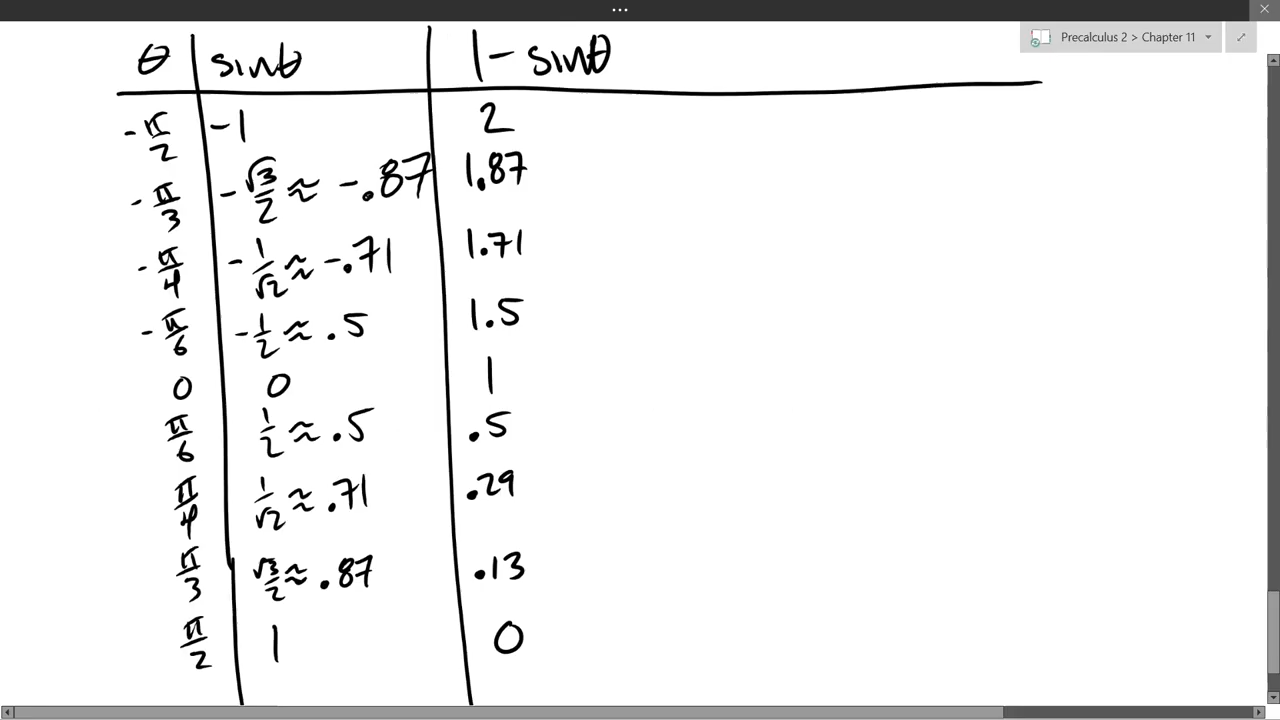 ...
Precalculus 2 > Chapter 11
θ sinθ 1 - sinθ
-π/2 -1 2
-π/3 -√3/2 ≈ -.87 1.87
-π/4 -1/√2 ≈ -.71 1.71
-π/6 -1/2 ≈ .5 1.5
0 0 1
π/6 1/2 ≈ .5 .5
π/4 1/√2 ≈ .71 .29
π/3 √3/2 ≈ .87 .13
π/2 1 0